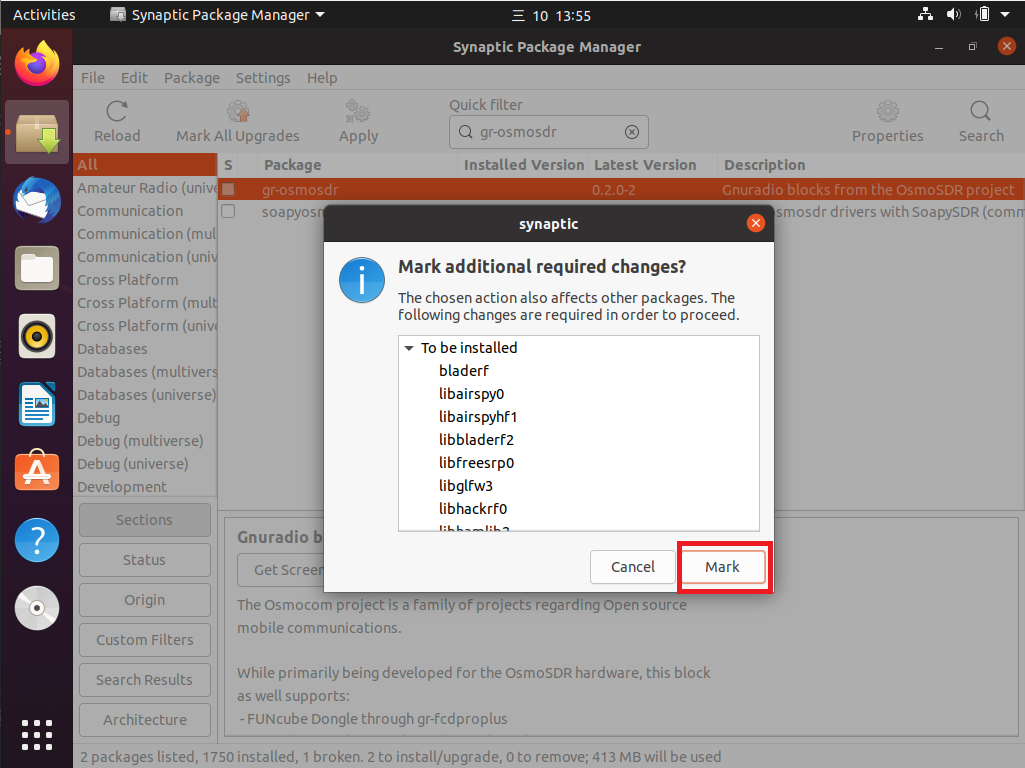 Activities
Synaptic Package Manager
三 10 13:55
Synaptic Package Manager
File Edit Package Settings Help
Reload
Mark All Upgrades
Apply
Quick filter
gr-osmosdr
Properties
Search
All
Amateur Radio (unive
Communication
Communication (mul
Communication (univ
Cross Platform
Cross Platform (mult
Cross Platform (unive
Databases
Databases (multivers
Databases (universe)
Debug
Debug (multiverse)
Debug (universe)
Development
Sections
Status
Origin
Custom Filters
Search Results
Architecture
S Package Installed Version Latest Version Description
gr-osmosdr 0.2.0-2 Gnuradio blocks from the OsmoSDR project
soapyosm smosdr drivers with SoapySDR (comm
synaptic
Mark additional required changes?
The chosen action also affects other packages. The
following changes are required in order to proceed.
To be installed
bladerf
libairspy0
libairspyhf1
libbladerf2
libfreesrp0
libglfw3
libhackrf0
libhamlib2
Cancel
Mark
Gnuradio b
Get Screen
The Osmocom project is a family of projects regarding Open source
mobile communications.
While primarily being developed for the OsmoSDR hardware, this block
as well supports:
- FUNcube Dongle through gr-fcdproplus
2 packages listed, 1750 installed, 1 broken. 2 to install/upgrade, 0 to remove; 413 MB will be used